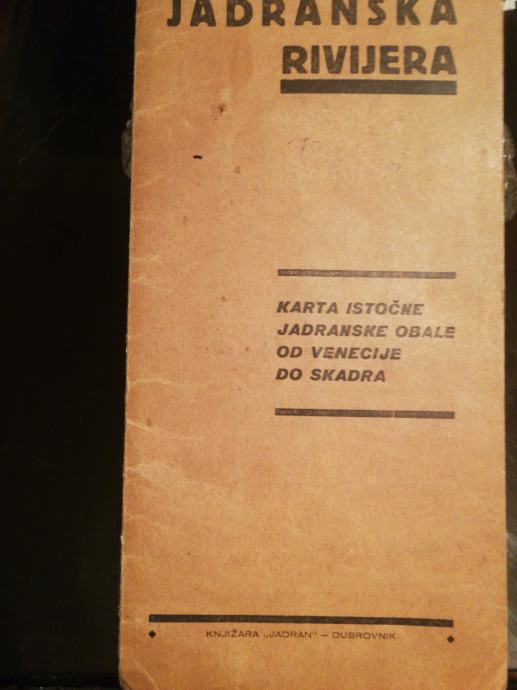 JADRANSKA
RIVIJERA
KARTA ISTOČNE
JADRANSKE OBALE
OD VENECIJE
DO SKADRA
KNJIŽARA „JADRAN" – DUBROVNIK